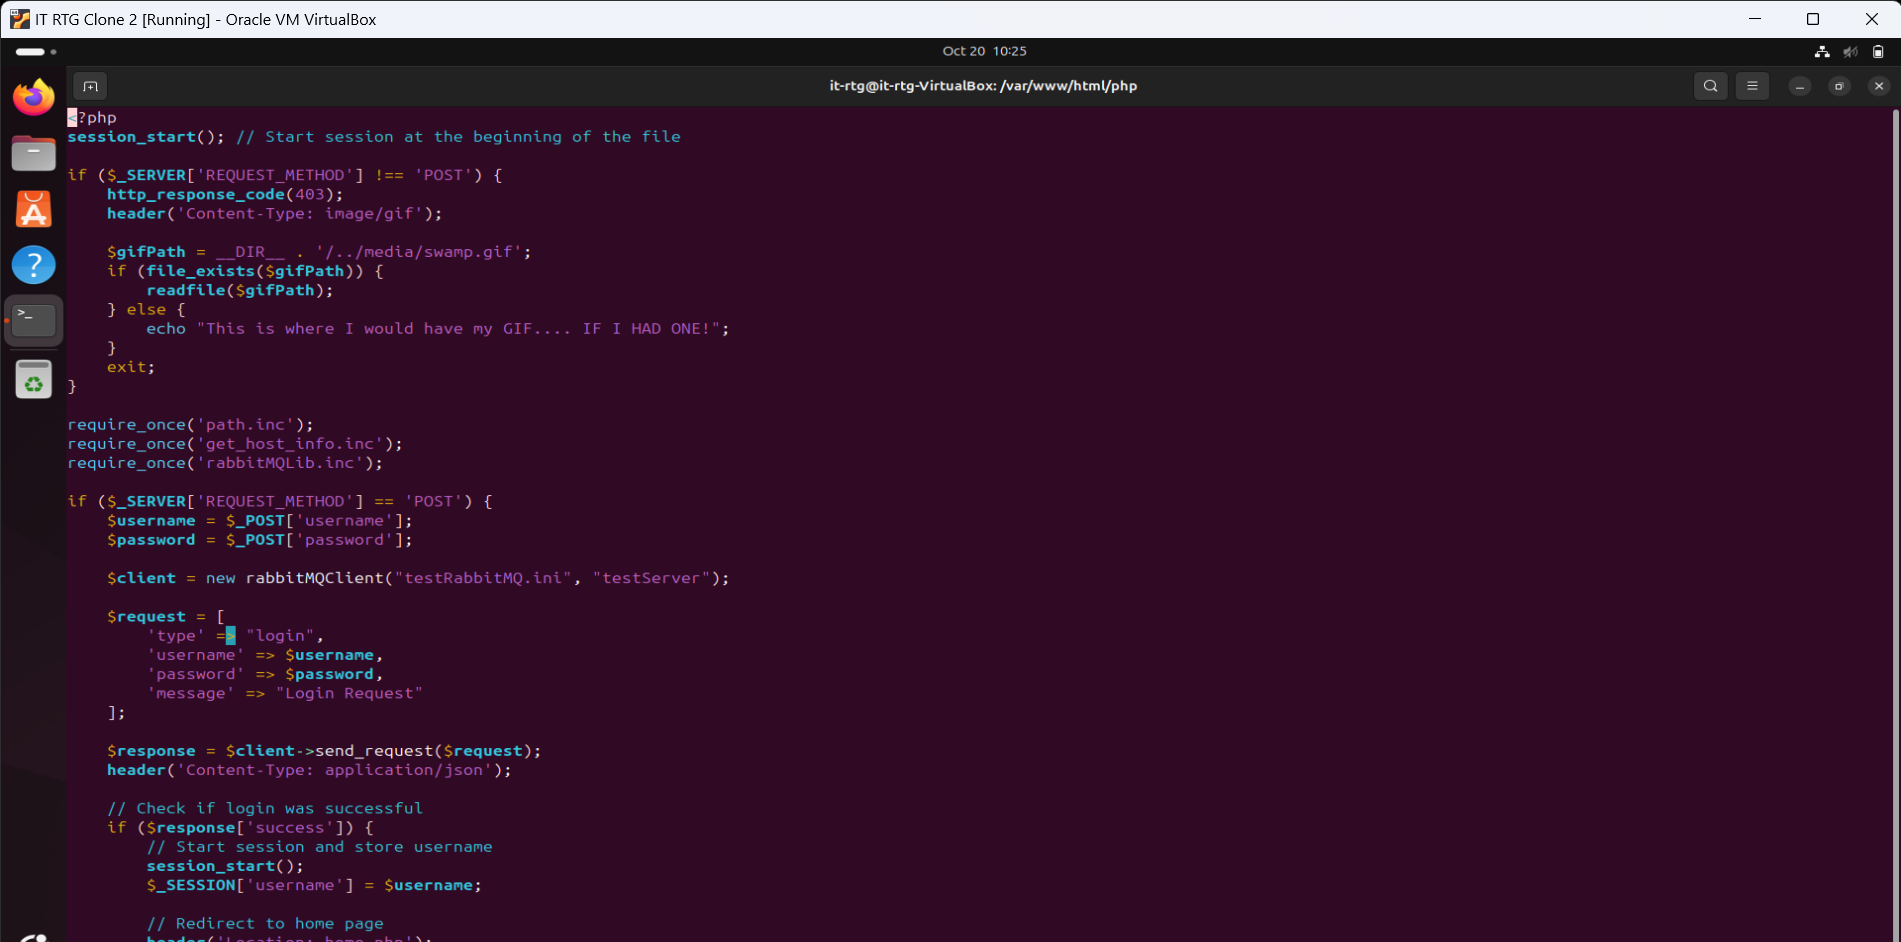 IT RTG Clone 2 [Running] - Oracle VM VirtualBox
Oct 20 10:25
it-rtg@it-rtg-VirtualBox: /var/www/html/php
<?php
session_start(); // Start session at the beginning of the file
if ($_SERVER['REQUEST_METHOD'] !== 'POST') {
    http_response_code(403);
    header('Content-Type: image/gif');
    $gifPath = __DIR__ . '/../media/swamp.gif';
    if (file_exists($gifPath)) {
        readfile($gifPath);
    } else {
        echo "This is where I would have my GIF.... IF I HAD ONE!";
    }
    exit;
}
require_once('path.inc');
require_once('get_host_info.inc');
require_once('rabbitMQLib.inc');
if ($_SERVER['REQUEST_METHOD'] == 'POST') {
    $username = $_POST['username'];
    $password = $_POST['password'];
    $client = new rabbitMQClient("testRabbitMQ.ini", "testServer");
    $request = [
        'type' => "login",
        'username' => $username,
        'password' => $password,
        'message' => "Login Request"
    ];
    $response = $client->send_request($request);
    header('Content-Type: application/json');
    // Check if login was successful
    if ($response['success']) {
        // Start session and store username
        session_start();
        $_SESSION['username'] = $username;
        // Redirect to home page
        header('Location: home.php');